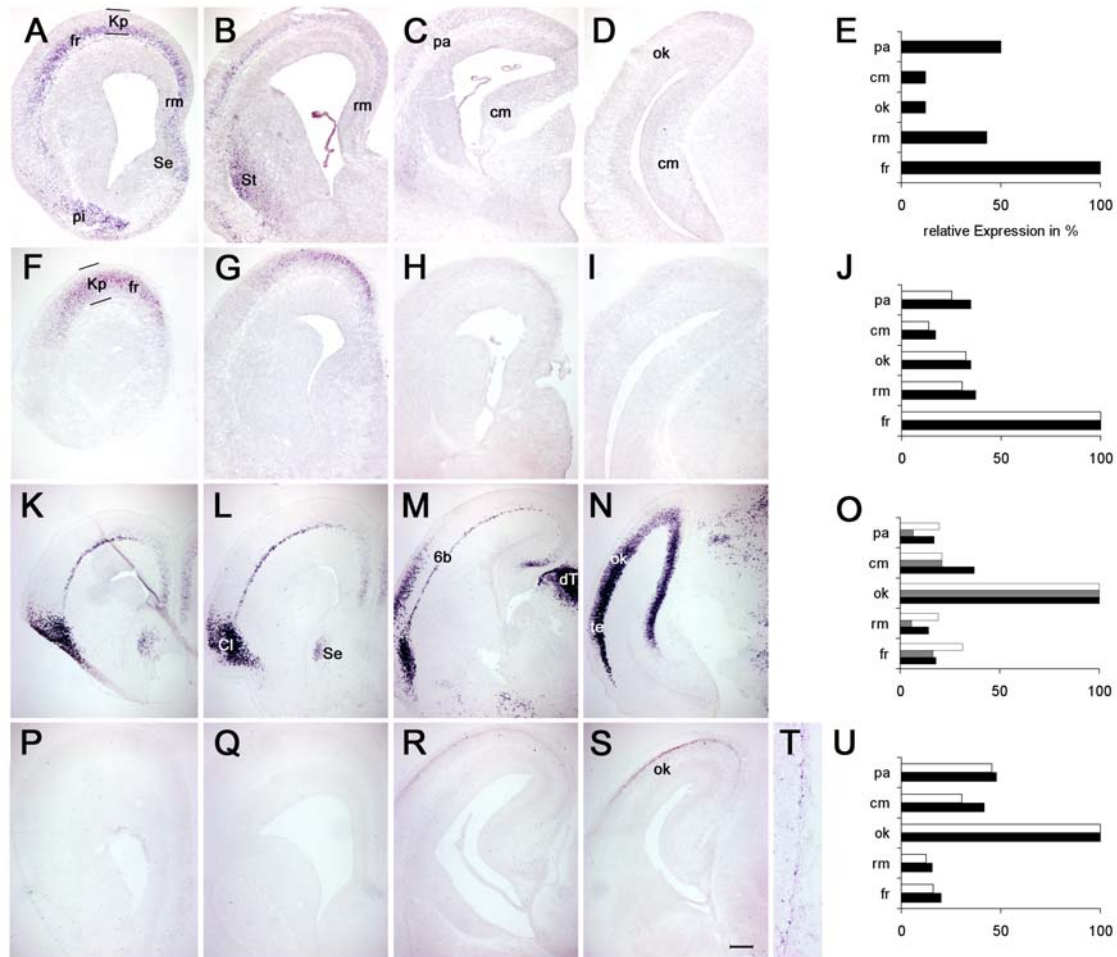 A
Kp
fr
rm
Se
pi
B
rm
St
C
pa
cm
D
ok
cm
E
pa
cm
ok
rm
fr
0 50 100
relative Expression in %
F
Kp fr
G
H
I
J
pa
cm
ok
rm
fr
0 50 100
K
L
Cl
Se
M
6b
dT
N
ok
te
O
pa
cm
ok
rm
fr
0 50 100
P
Q
R
S
ok
T
U
pa
cm
ok
rm
fr
0 50 100